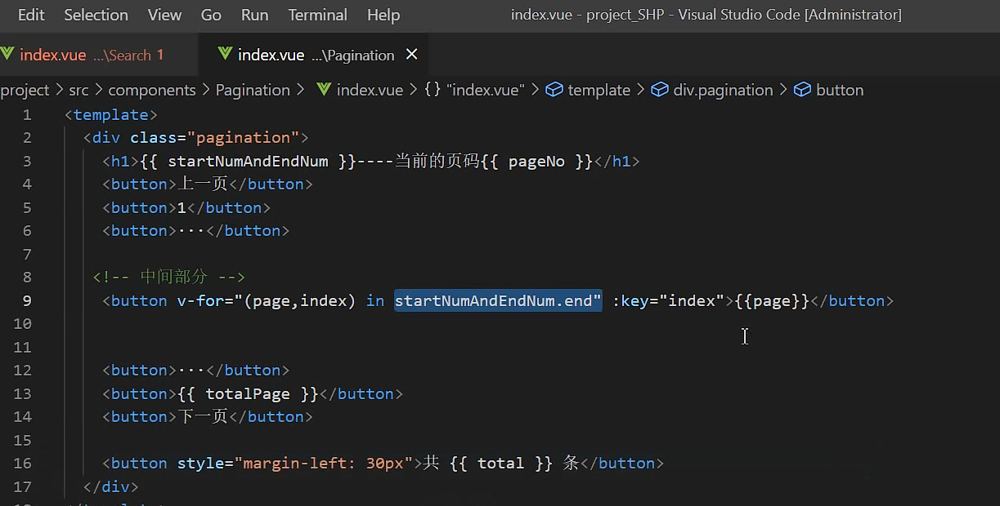 Edit Selection View Go Run Terminal Help index.vue - project_SHP - Visual Studio Code [Administrator]
index.vue ...\Search 1 index.vue ...\Pagination ×
project > src > components > Pagination > index.vue > {} "index.vue" > template > div.pagination > button
1 <template>
2 <div class="pagination">
3 <h1>{{ startNumAndEndNum }}----当前的页码{{ pageNo }}</h1>
4 <button>上一页</button>
5 <button>1</button>
6 <button>···</button>
7
8 <!-- 中间部分 -->
9 <button v-for="(page,index) in startNumAndEndNum.end" :key="index">{{page}}</button>
10
11
12 <button>···</button>
13 <button>{{ totalPage }}</button>
14 <button>下一页</button>
15
16 <button style="margin-left: 30px">共 {{ total }} 条</button>
17 </div>